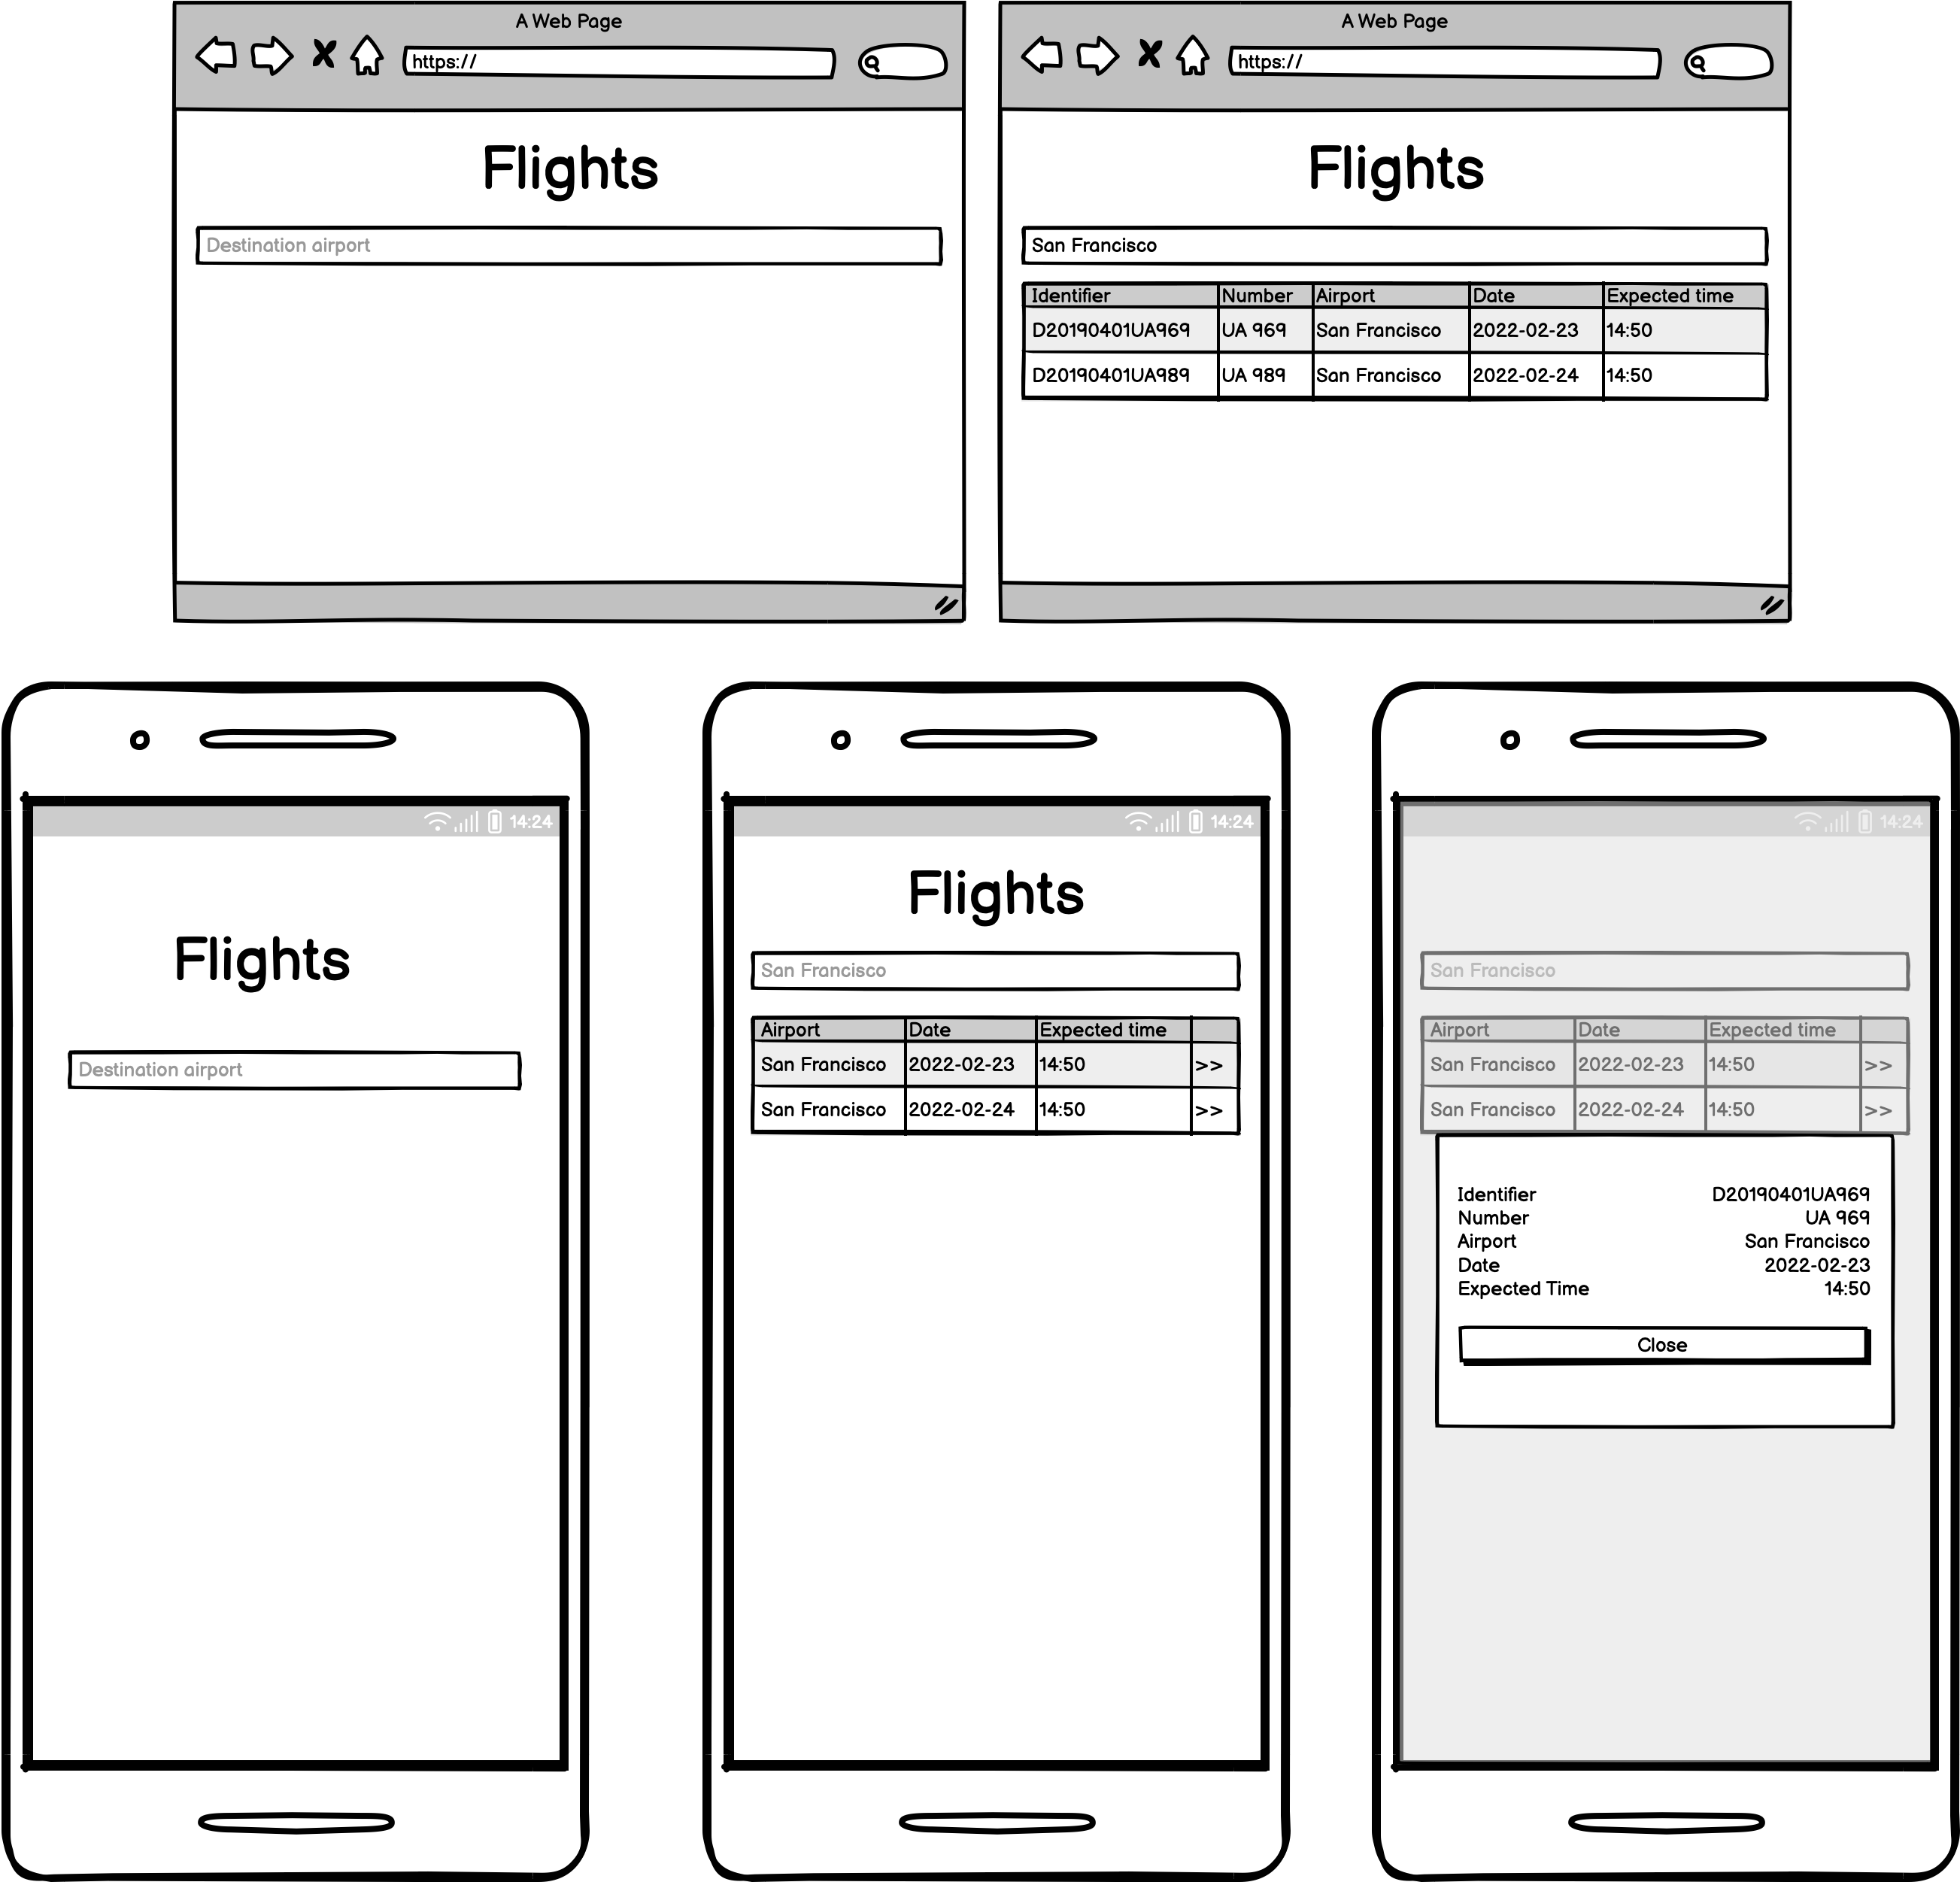 A Web Page
https://
Flights
Destination airport
A Web Page
https://
Flights
San Francisco
Identifier Number Airport Date Expected time
D20190401UA969 UA 969 San Francisco 2022-02-23 14:50
D20190401UA989 UA 989 San Francisco 2022-02-24 14:50
14:24
Flights
Destination airport
14:24
Flights
San Francisco
Airport Date Expected time
San Francisco 2022-02-23 14:50 >>
San Francisco 2022-02-24 14:50 >>
14:24
San Francisco
Airport Date Expected time
San Francisco 2022-02-23 14:50 >>
San Francisco 2022-02-24 14:50 >>
Identifier D20190401UA969
Number UA 969
Airport San Francisco
Date 2022-02-23
Expected Time 14:50
Close